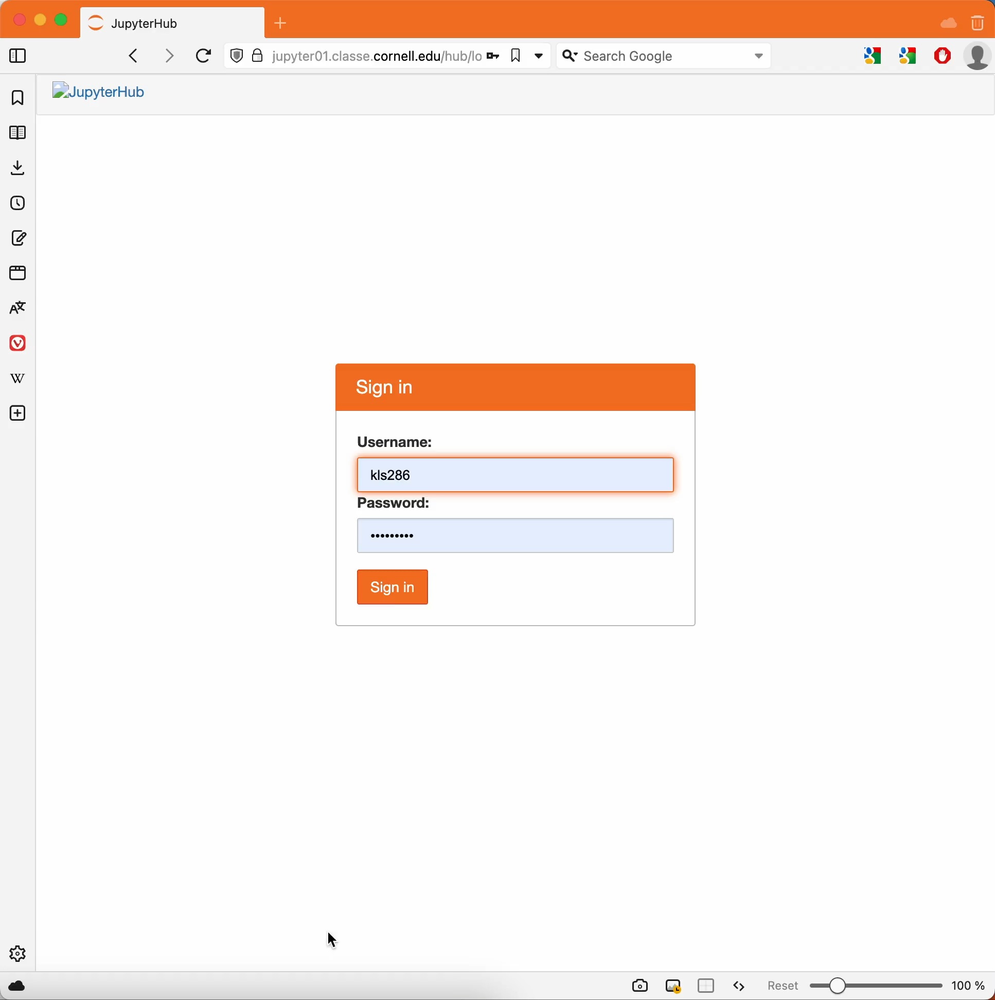 JupyterHub
jupyter01.classe.cornell.edu/hub/lo
Search Google
JupyterHub
Sign in
Username:
kls286
Password:
•••••••••
Sign in
W
Reset
100 %